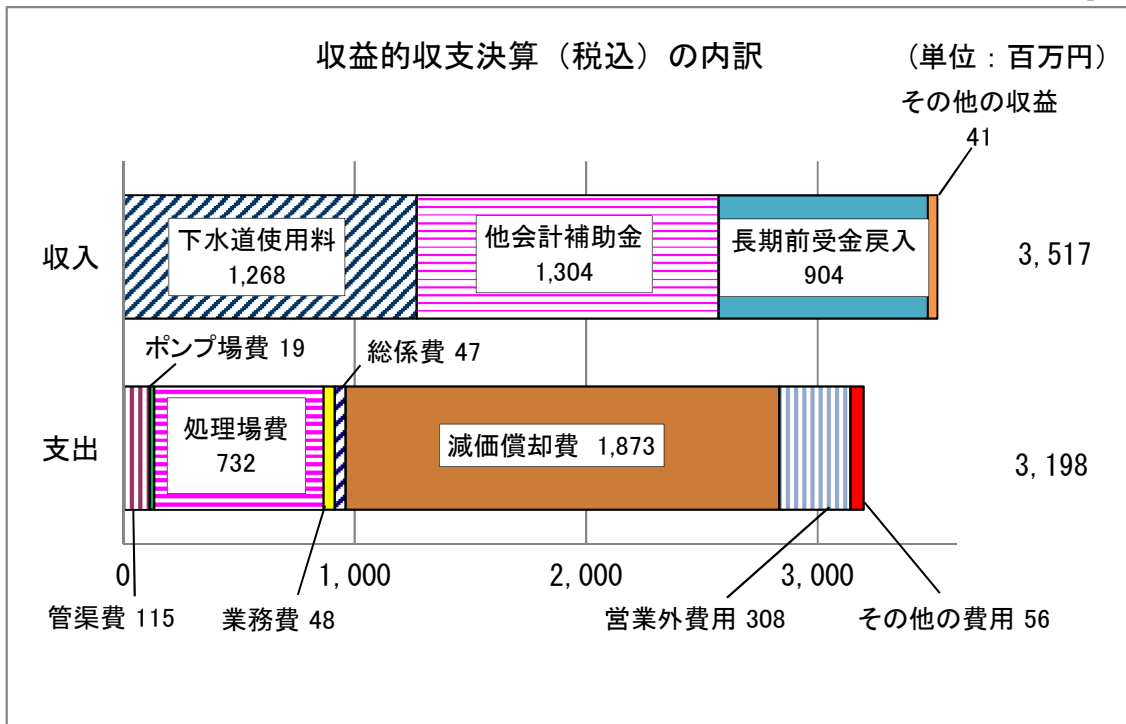 収益的収支決算（税込）の内訳
（単位：百万円）
その他の収益
41
収入
下水道使用料
1,268
他会計補助金
1,304
長期前受金戻入
904
3,517
ポンプ場費 19
総係費 47
支出
処理場費
732
減価償却費 1,873
3,198
0
1,000
2,000
3,000
管渠費 115
業務費 48
営業外費用 308
その他の費用 56